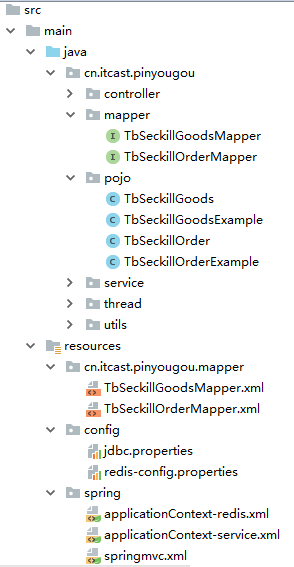 src
main
java
cn.itcast.pinyougou
controller
mapper
TbSeckillGoodsMapper
TbSeckillOrderMapper
pojo
TbSeckillGoods
TbSeckillGoodsExample
TbSeckillOrder
TbSeckillOrderExample
service
thread
utils
resources
cn.itcast.pinyougou.mapper
TbSeckillGoodsMapper.xml
TbSeckillOrderMapper.xml
config
jdbc.properties
redis-config.properties
spring
applicationContext-redis.xml
applicationContext-service.xml
springmvc.xml